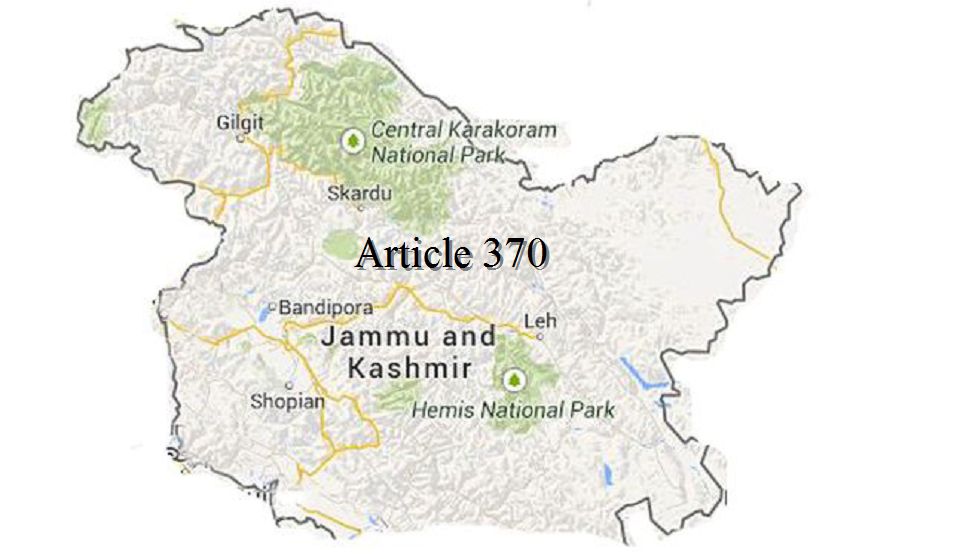 Gilgit
Central Karakoram
National Park
Skardu
Article 370
Bandipora
Leh
Jammu and
Kashmir
Shopian
Hemis National Park